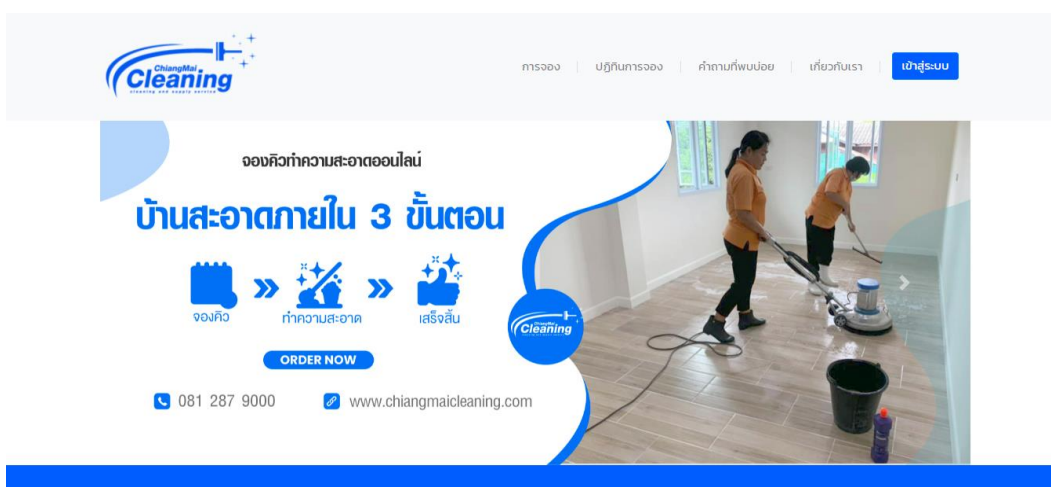 ChiangMai
Cleaning
cleaning and supply service
การจอง
ปฏิทินการจอง
คำถามที่พบบ่อย
เกี่ยวกับเรา
เข้าสู่ระบบ
จองคิวทำความสะอาดออนไลน์
บ้านสะอาดภายใน 3 ขั้นตอน
จองคิว
ทำความสะอาด
เสร็จสิ้น
ChiangMai
Cleaning
ORDER NOW
081 287 9000
www.chiangmaicleaning.com